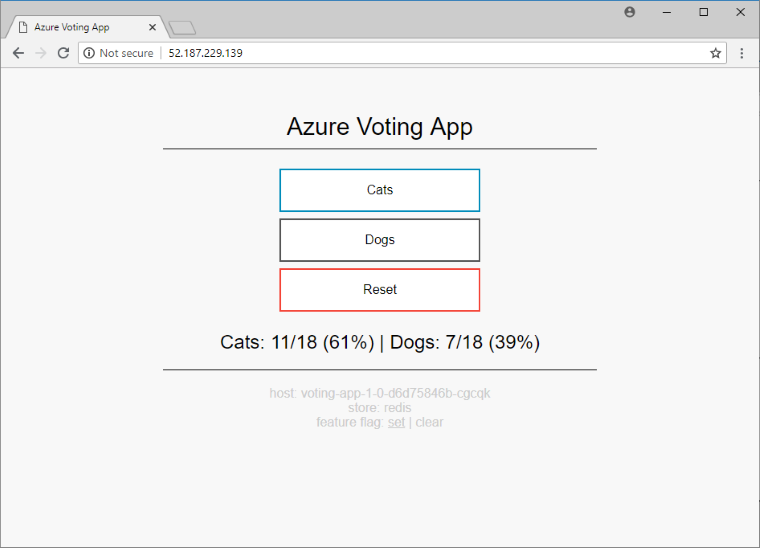 Azure Voting App
Not secure 52.187.229.139
Azure Voting App
Cats
Dogs
Reset
Cats: 11/18 (61%) | Dogs: 7/18 (39%)
host: voting-app-1-0-d6d75846b-cgcqk
store: redis
feature flag: set | clear